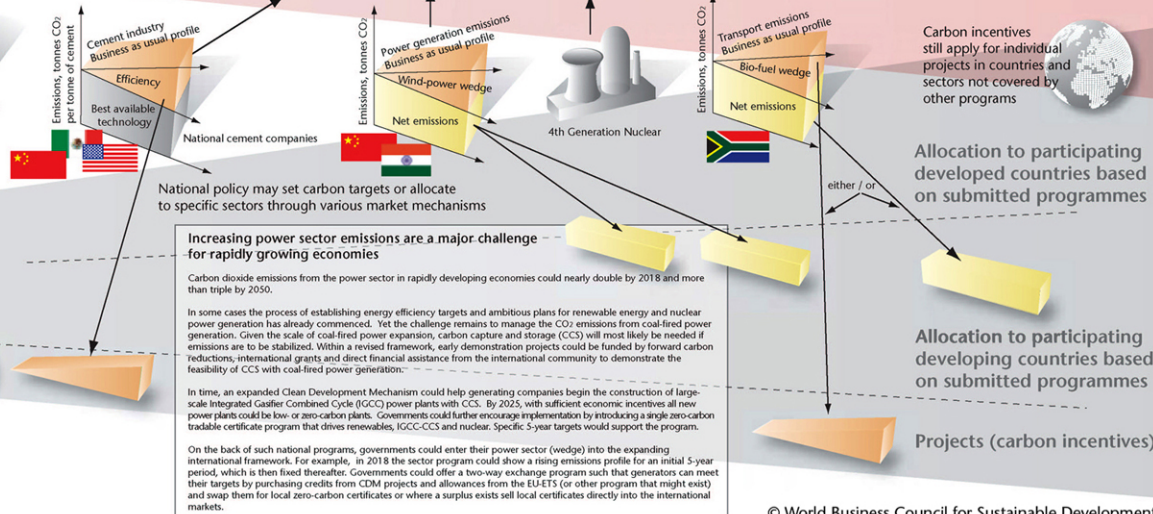 Emissions, tonnes CO2
per tonne of cement
Cement industry
Business as usual profile
Efficiency
Best available
technology
National cement companies
Emissions, tonnes CO2
Power generation emissions
Business as usual profile
Wind-power wedge
Net emissions
4th Generation Nuclear
Emissions, tonnes CO2
Transport emissions
Business as usual profile
Bio-fuel wedge
Net emissions
either / or
Carbon incentives
still apply for individual
projects in countries and
sectors not covered by
other programs
National policy may set carbon targets or allocate
to specific sectors through various market mechanisms
Allocation to participating
developed countries based
on submitted programmes
Increasing power sector emissions are a major challenge
for rapidly growing economies
Carbon dioxide emissions from the power sector in rapidly developing economies could nearly double by 2018 and more
than triple by 2050.
In some cases the process of establishing energy efficiency targets and ambitious plans for renewable energy and nuclear
power generation has already commenced. Yet the challenge remains to manage the CO2 emissions from coal-fired power
generation. Given the scale of coal-fired power expansion, carbon capture and storage (CCS) will most likely be needed if
emissions are to be stabilized. Within a revised framework, early demonstration projects could be funded by forward carbon
reductions, international grants and direct financial assistance from the international community to demonstrate the
feasibility of CCS with coal-fired power generation.
In time, an expanded Clean Development Mechanism could help generating companies begin the construction of large-
scale Integrated Gasifier Combined Cycle (IGCC) power plants with CCS. By 2025, with sufficient economic incentives all new
power plants could be low- or zero-carbon plants. Governments could further encourage implementation by introducing a single zero-carbon
tradable certificate program that drives renewables, IGCC-CCS and nuclear. Specific 5-year targets would support the program.
On the back of such national programs, governments could enter their power sector (wedge) into the expanding
international framework. For example, in 2018 the sector program could show a rising emissions profile for an initial 5-year
period, which is then fixed thereafter. Governments could offer a two-way exchange program such that generators can meet
their targets by purchasing credits from CDM projects and allowances from the EU-ETS (or other program that might exist)
and swap them for local zero-carbon certificates or where a surplus exists sell local certificates directly into the international
markets.
Allocation to participating
developing countries based
on submitted programmes
Projects (carbon incentives)
© World Business Council for Sustainable Development